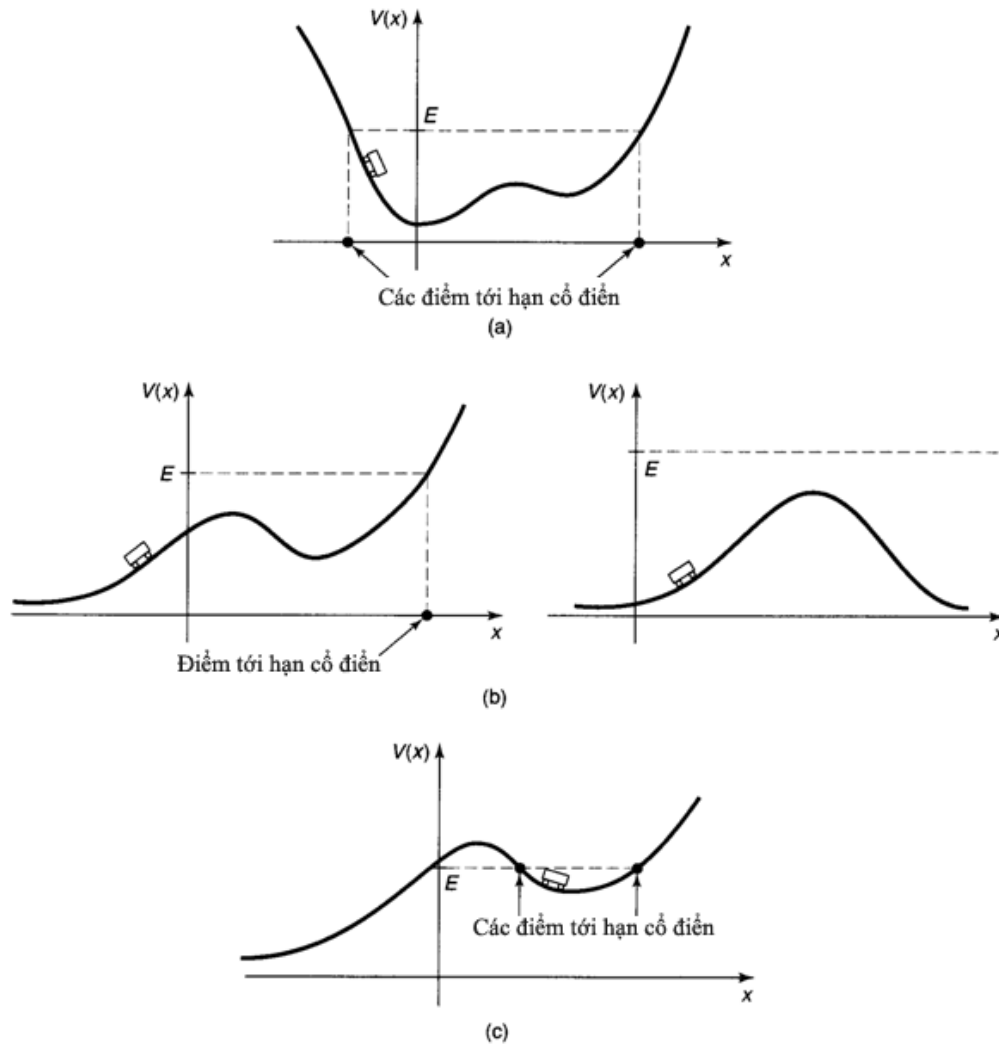 V(x)
E
x
Các điểm tới hạn cổ điển
(a)
V(x)
E
x
Điểm tới hạn cổ điển
V(x)
E
x
(b)
V(x)
E
Các điểm tới hạn cổ điển
x
(c)